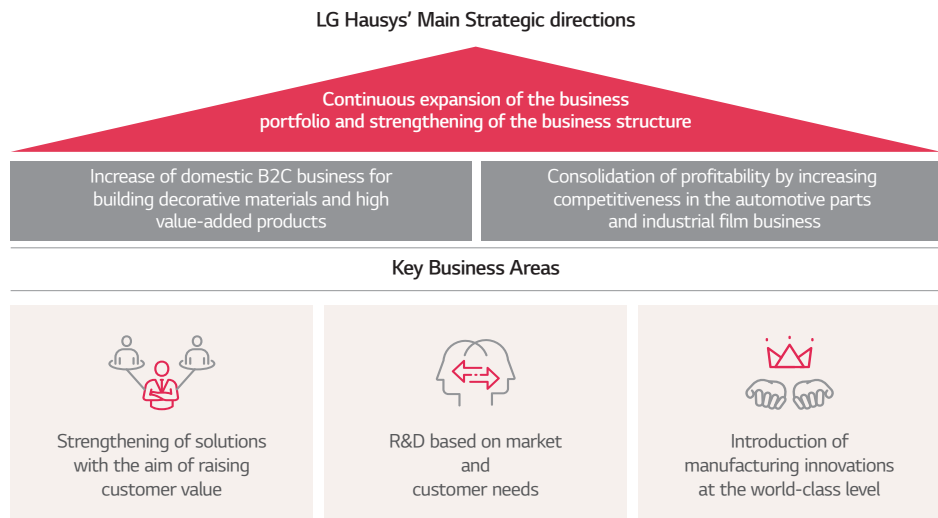 LG Hausys’ Main Strategic directions
Continuous expansion of the business
portfolio and strengthening of the business structure
Increase of domestic B2C business for
building decorative materials and high
value-added products
Consolidation of profitability by increasing
competitiveness in the automotive parts
and industrial film business
Key Business Areas
Strengthening of solutions
with the aim of raising
customer value
R&D based on market
and
customer needs
Introduction of
manufacturing innovations
at the world-class level